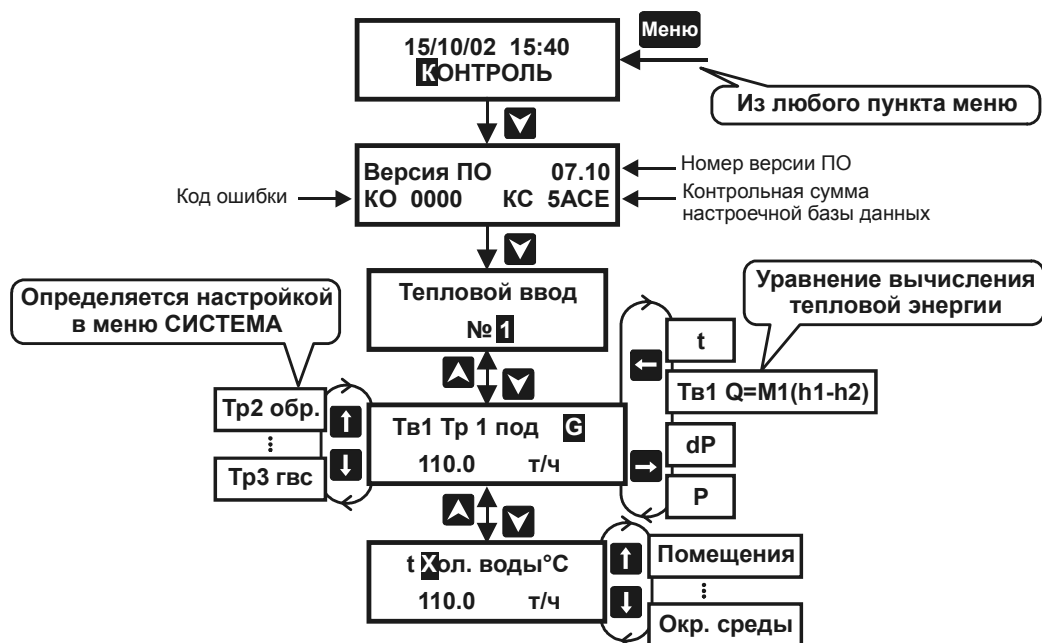 Меню
15/10/02 15:40
КОНТРОЛЬ
Из любого пункта меню
Версия ПО 07.10
КО 0000 КС 5ACE
Код ошибки
Номер версии ПО
Контрольная сумма
настроечной базы данных
Тепловой ввод
№ 1
Определяется настройкой
в меню СИСТЕМА
Уравнение вычисления
тепловой энергии
Тр2 обр.
Тр3 гвс
Тв1 Тр 1 под G
110.0 т/ч
t
Тв1 Q=M1(h1-h2)
dP
P
t Хол. воды°C
110.0 т/ч
Помещения
Окр. среды